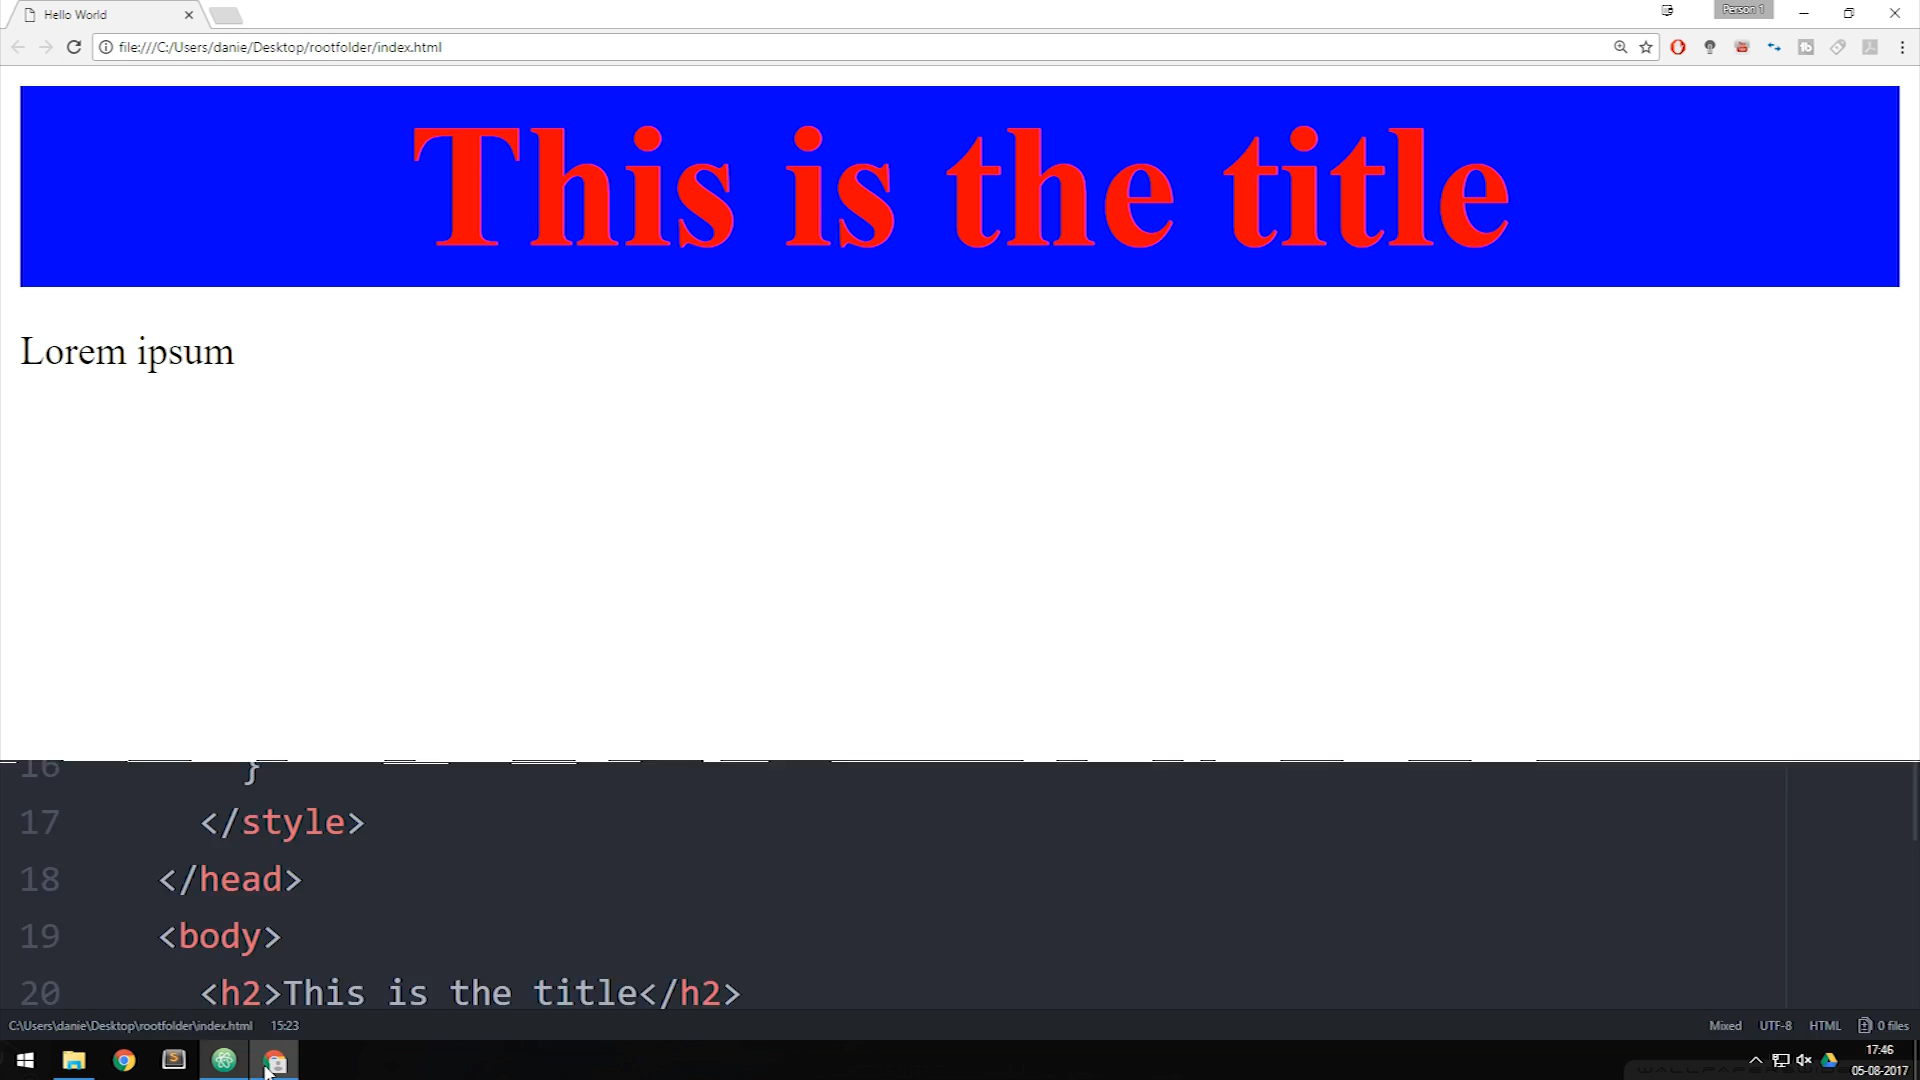 Hello World
Person 1
file:///C:/Users/danie/Desktop/rootfolder/index.html
This is the title
Lorem ipsum
16 }
17 </style>
18 </head>
19 <body>
20 <h2>This is the title</h2>
C:\Users\danie\Desktop\rootfolder\index.html 15:23 Mixed UTF-8 HTML 0 files
17:46
05-08-2017